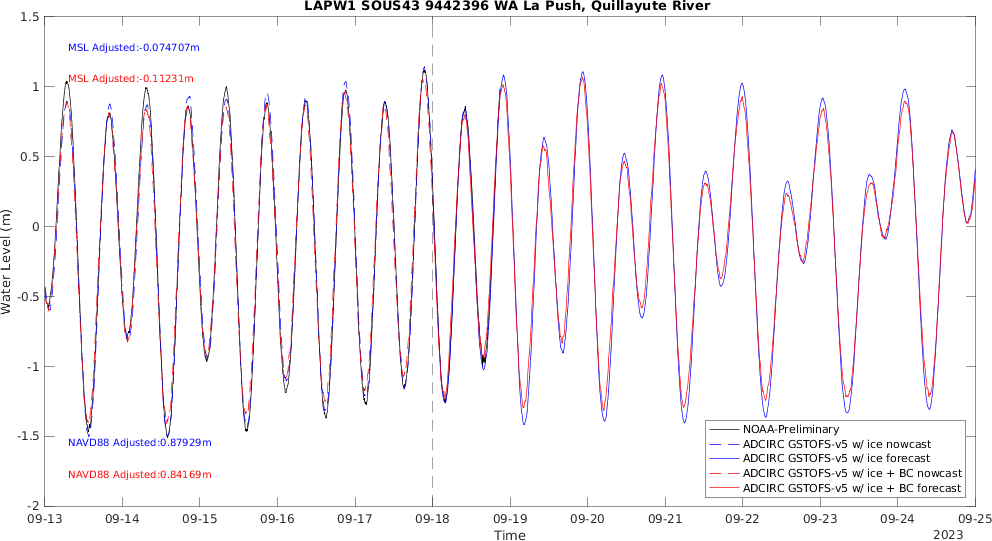 LAPW1 SOUS43 9442396 WA La Push, Quillayute River
1.5
1
0.5
0
-0.5
-1
-1.5
-2
Water Level (m)
MSL Adjusted:-0.074707m
MSL Adjusted:-0.11231m
NAVD88 Adjusted:0.87929m
NAVD88 Adjusted:0.84169m
NOAA-Preliminary
ADCIRC GSTOFS-v5 w/ ice nowcast
ADCIRC GSTOFS-v5 w/ ice forecast
ADCIRC GSTOFS-v5 w/ ice + BC nowcast
ADCIRC GSTOFS-v5 w/ ice + BC forecast
09-13 09-14 09-15 09-16 09-17 09-18 09-19 09-20 09-21 09-22 09-23 09-24 09-25
Time
2023